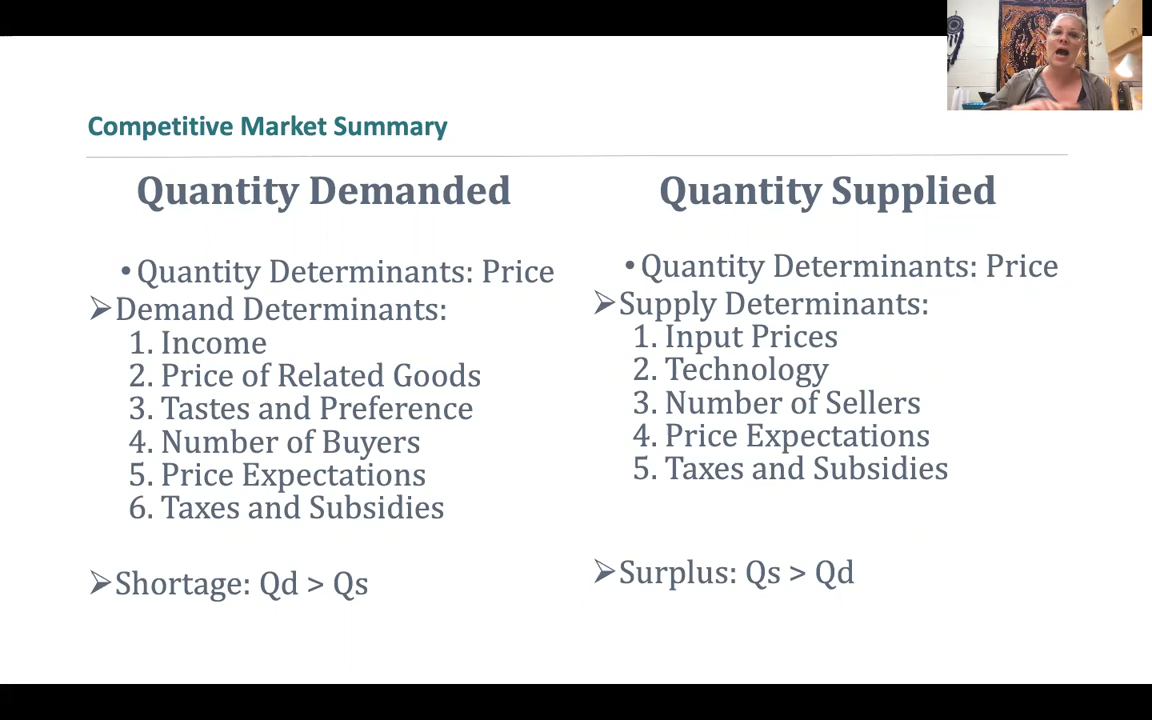 Competitive Market Summary
Quantity Demanded
• Quantity Determinants: Price
➢ Demand Determinants:
1. Income
2. Price of Related Goods
3. Tastes and Preference
4. Number of Buyers
5. Price Expectations
6. Taxes and Subsidies
➢ Shortage: Qd > Qs
Quantity Supplied
• Quantity Determinants: Price
➢ Supply Determinants:
1. Input Prices
2. Technology
3. Number of Sellers
4. Price Expectations
5. Taxes and Subsidies
➢ Surplus: Qs > Qd